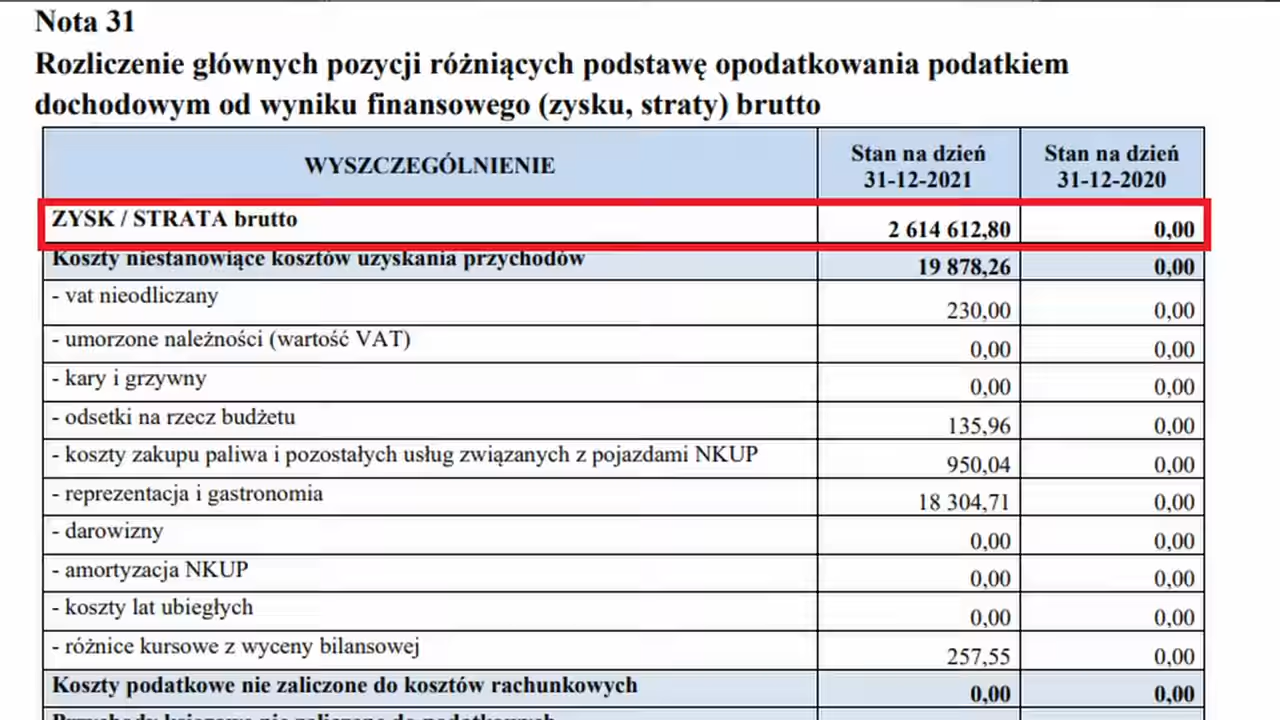 Nota 31
Rozliczenie głównych pozycji różniących podstawę opodatkowania podatkiem
dochodowym od wyniku finansowego (zysku, straty) brutto
WYSZCZEGÓLNIENIE Stan na dzień 31-12-2021 Stan na dzień 31-12-2020
ZYSK / STRATA brutto 2 614 612,80 0,00
Koszty niestanowiące kosztów uzyskania przychodów 19 878,26 0,00
- vat nieodliczany 230,00 0,00
- umorzone należności (wartość VAT) 0,00 0,00
- kary i grzywny 0,00 0,00
- odsetki na rzecz budżetu 135,96 0,00
- koszty zakupu paliwa i pozostałych usług związanych z pojazdami NKUP 950,04 0,00
- reprezentacja i gastronomia 18 304,71 0,00
- darowizny 0,00 0,00
- amortyzacja NKUP 0,00 0,00
- koszty lat ubiegłych 0,00 0,00
- różnice kursowe z wyceny bilansowej 257,55 0,00
Koszty podatkowe nie zaliczone do kosztów rachunkowych 0,00 0,00
Przychody księgowe nie zaliczone do podatkowych